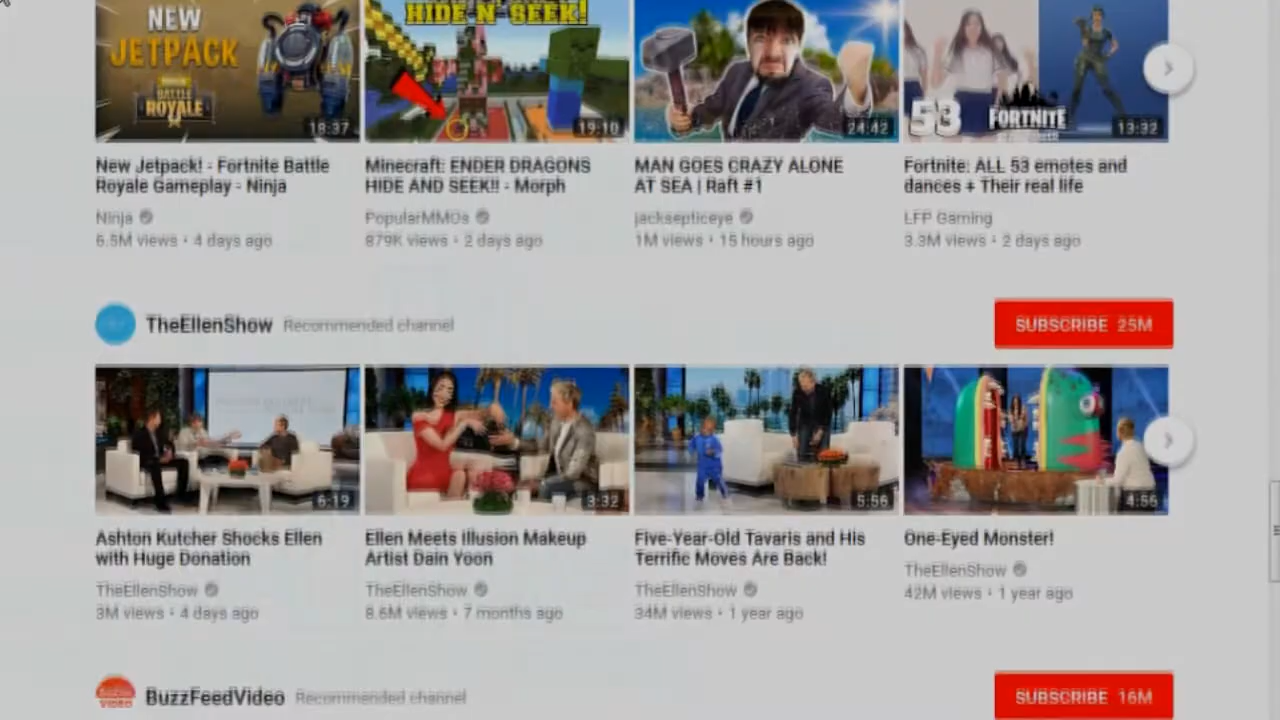 NEW
JETPACK
BATTLE
ROYALE
18:37
HIDE N' SEEK!
19:10
24:42
53
FORTNITE
13:32
New Jetpack! - Fortnite Battle
Royale Gameplay - Ninja
Ninja
6.5M views • 4 days ago
Minecraft: ENDER DRAGONS
HIDE AND SEEK!! - Morph
PopularMMOs
879K views • 2 days ago
MAN GOES CRAZY ALONE
AT SEA | Raft #1
jacksepticeye
1M views • 15 hours ago
Fortnite: ALL 53 emotes and
dances + Their real life
LFP Gaming
3.3M views • 2 days ago
TheEllenShow Recommended channel
SUBSCRIBE 25M
6:19
3:32
5:56
4:56
Ashton Kutcher Shocks Ellen
with Huge Donation
TheEllenShow
3M views • 4 days ago
Ellen Meets Illusion Makeup
Artist Dain Yoon
TheEllenShow
8.6M views • 7 months ago
Five-Year-Old Tavaris and His
Terrific Moves Are Back!
TheEllenShow
34M views • 1 year ago
One-Eyed Monster!
TheEllenShow
42M views • 1 year ago
BuzzFeedVideo Recommended channel
SUBSCRIBE 16M